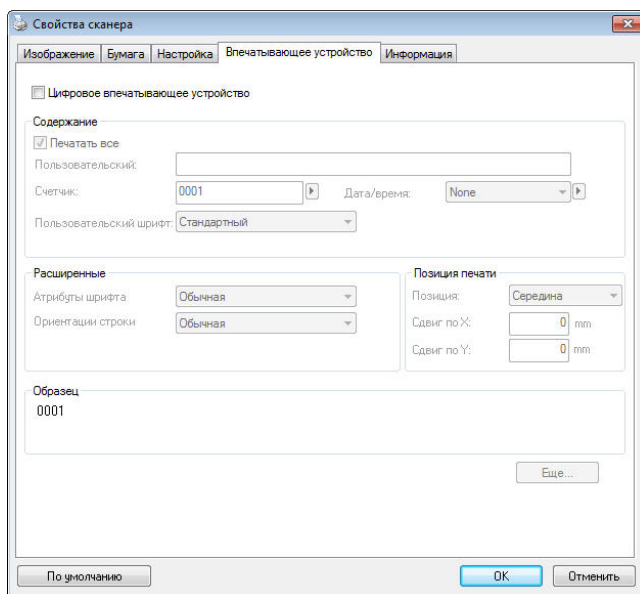 Свойства сканера
Изображение Бумага Настройка Впечатывающее устройство Информация
Цифровое впечатывающее устройство
Содержание
Печатать все
Пользовательский:
Счетчик: 0001 Дата/время: None
Пользовательский шрифт: Стандартный
Расширенные
Атрибуты шрифта Обычная
Ориентации строки Обычная
Позиция печати
Позиция: Середина
Сдвиг по X: 0 mm
Сдвиг по Y: 0 mm
Образец
0001
Еще...
По умолчанию OK Отменить